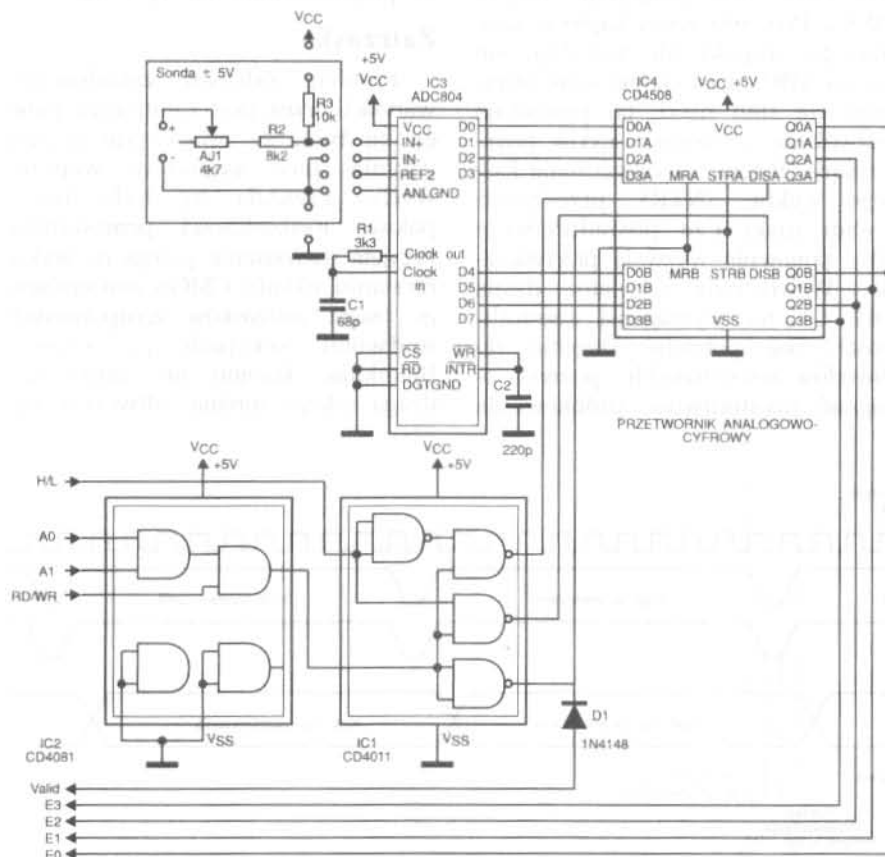 VCC
Sonda ± 5V
+5V
VCC
IC3
ADC804
IC4
CD4508
VCC +5V
R3
10k
+
-
AJ1
4k7
R2
8k2
VCC
IN+
IN-
REF2
ANLGND
D0
D1
D2
D3
D0A
D1A
D2A
D3A
VCC
MRA
STRA
DISA
Q0A
Q1A
Q2A
Q3A
R1
3k3
Clock out
Clock
in
C1
68p
D4
D5
D6
D7
D0B
D1B
D2B
D3B
MRB
STRB
DISB
VSS
Q0B
Q1B
Q2B
Q3B
CS
RD
DGTGND
WR
INTR
C2
220p
PRZETWORNIK ANALOGOWO-
CYFROWY
VCC
+5V
VCC
+5V
H/L
A0
A1
RD/WR
VSS
VSS
IC2
CD4081
IC1
CD4011
D1
1N4148
Valid
E3
E2
E1
E0